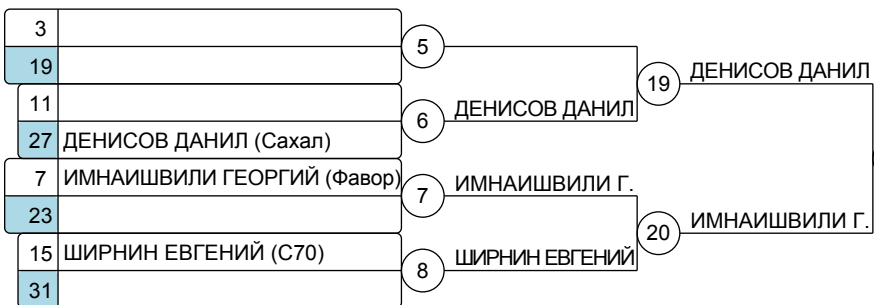 3
5
19
19 ДЕНИСОВ ДАНИЛ
11
6 ДЕНИСОВ ДАНИЛ
27 ДЕНИСОВ ДАНИЛ (Сахал)
7 ИМНАИШВИЛИ ГЕОРГИЙ (Фавор)
7 ИМНАИШВИЛИ Г.
23
20 ИМНАИШВИЛИ Г.
15 ШИРНИН ЕВГЕНИЙ (С70)
8 ШИРНИН ЕВГЕНИЙ
31